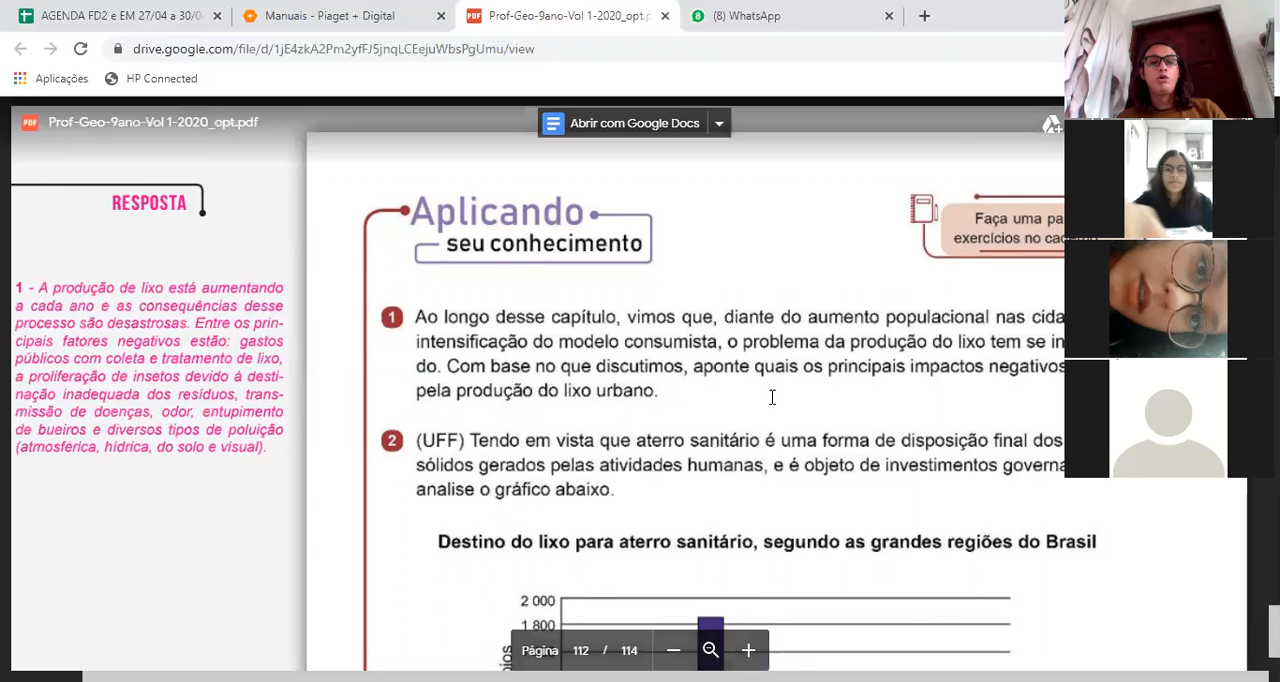 AGENDA FD2 e EM 27/04 a 30/04
Manuais - Piaget + Digital
Prof-Geo-9ano-Vol 1-2020_opt.p
(8) WhatsApp
drive.google.com/file/d/1jE4zkA2Pm2yfFJ5jnqLCEejuWbsPgUmu/view
Aplicações
HP Connected
PDF
Prof-Geo-9ano-Vol 1-2020_opt.pdf
Abrir com Google Docs
RESPOSTA
1 - A produção de lixo está aumentando
a cada ano e as consequências desse
processo são desastrosas. Entre os prin-
cipais fatores negativos estão: gastos
públicos com coleta e tratamento de lixo,
a proliferação de insetos devido à desti-
nação inadequada dos resíduos, trans-
missão de doenças, odor, entupimento
de bueiros e diversos tipos de poluição
(atmosférica, hídrica, do solo e visual).
Aplicando
seu conhecimento
Faça uma pa
exercícios no cade
1 Ao longo desse capítulo, vimos que, diante do aumento populacional nas cida
intensificação do modelo consumista, o problema da produção do lixo tem se in
do. Com base no que discutimos, aponte quais os principais impactos negativos
pela produção do lixo urbano.
2 (UFF) Tendo em vista que aterro sanitário é uma forma de disposição final dos
sólidos gerados pelas atividades humanas, e é objeto de investimentos governa
analise o gráfico abaixo.
Destino do lixo para aterro sanitário, segundo as grandes regiões do Brasil
2 000
1 800
Página 112 / 114